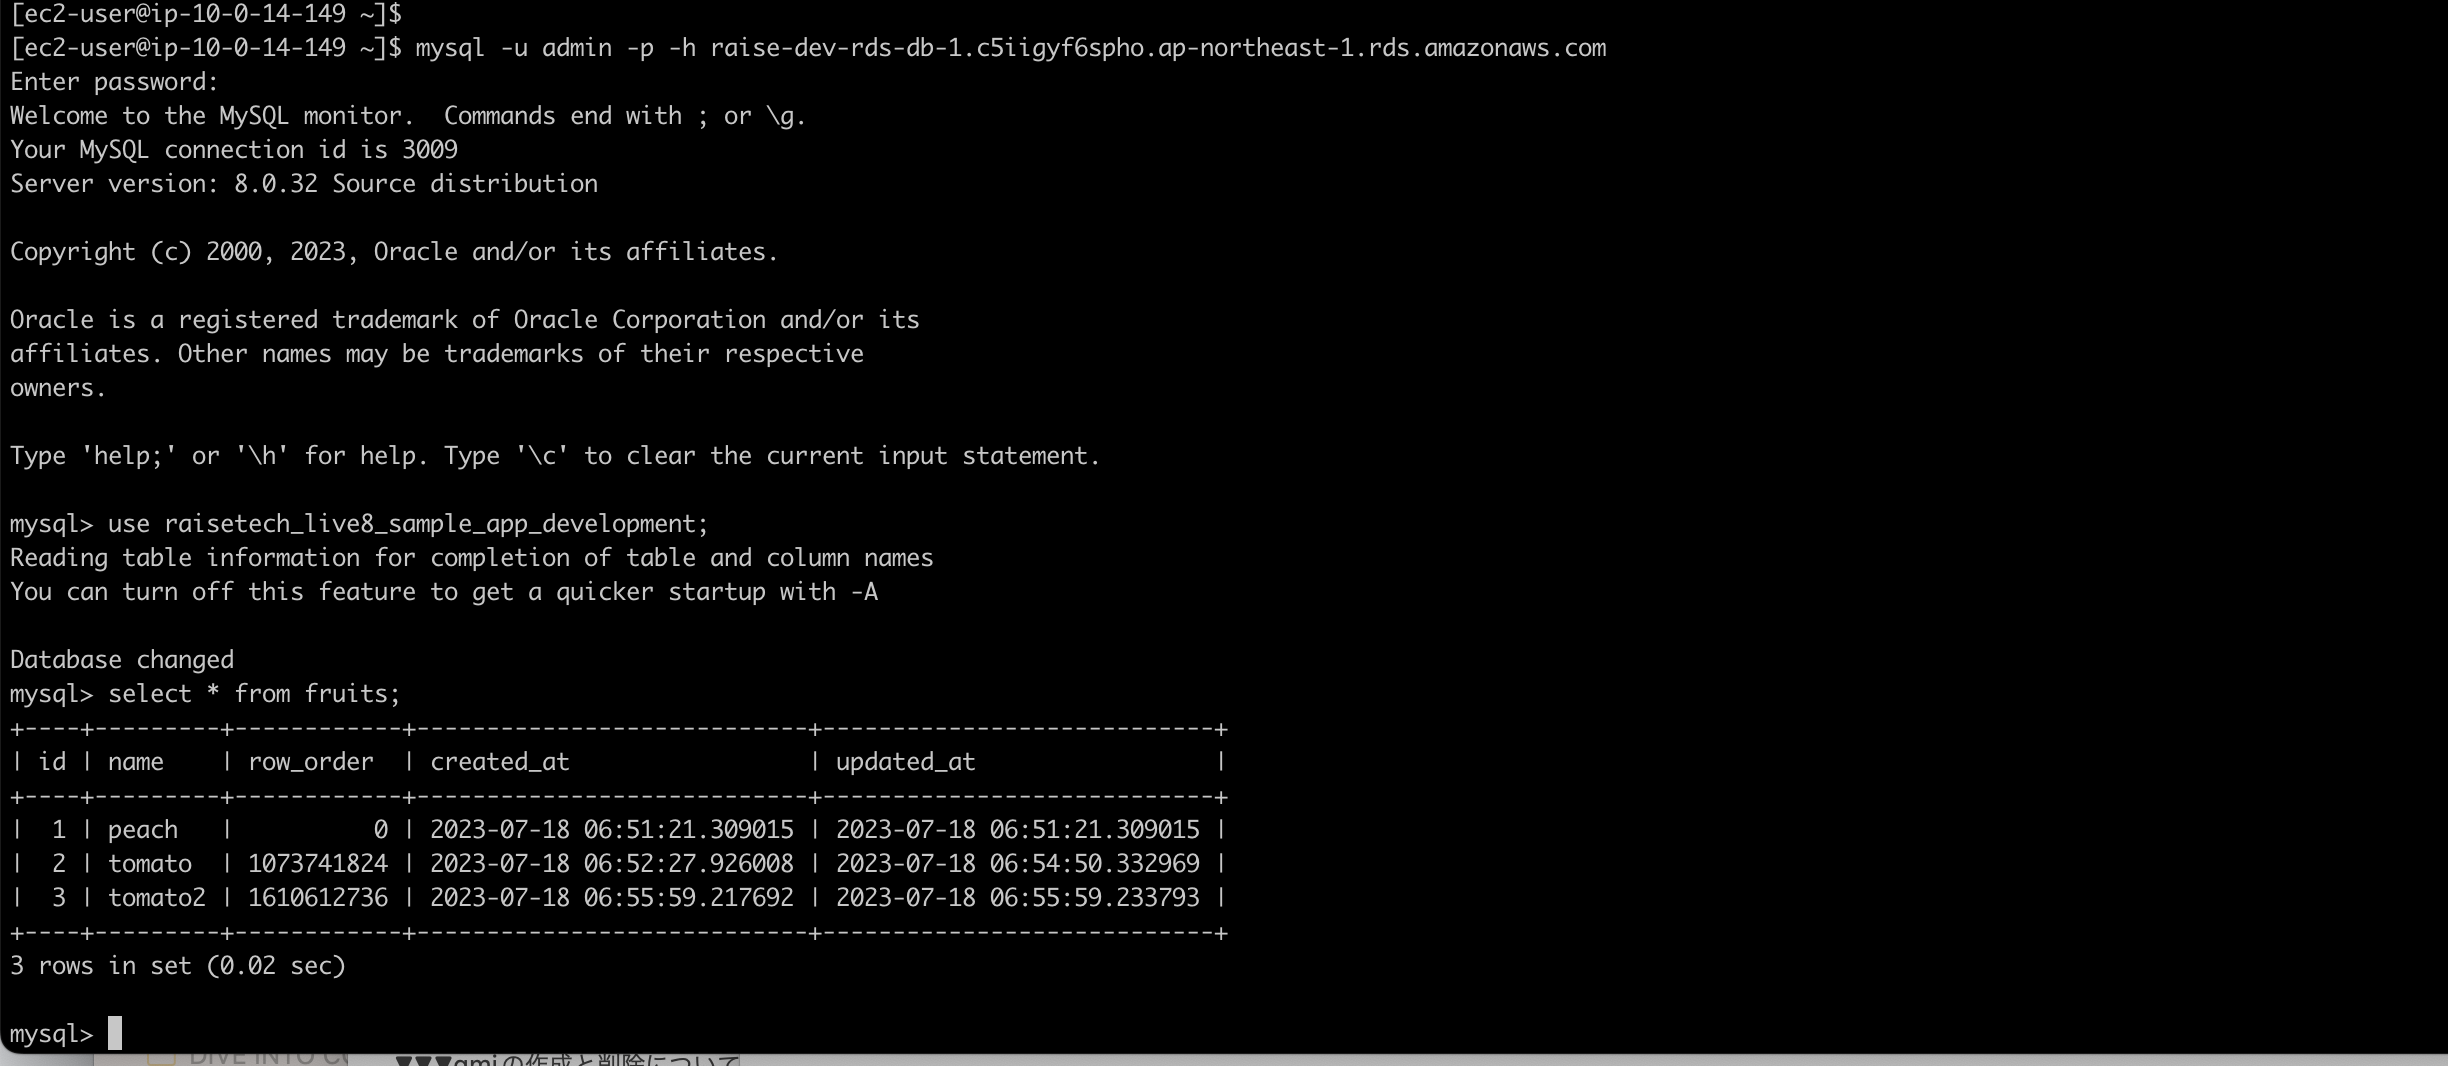 [ec2-user@ip-10-0-14-149 ~]$
[ec2-user@ip-10-0-14-149 ~]$ mysql -u admin -p -h raise-dev-rds-db-1.c5iigyf6spho.ap-northeast-1.rds.amazonaws.com
Enter password:
Welcome to the MySQL monitor.  Commands end with ; or \g.
Your MySQL connection id is 3009
Server version: 8.0.32 Source distribution
Copyright (c) 2000, 2023, Oracle and/or its affiliates.
Oracle is a registered trademark of Oracle Corporation and/or its
affiliates. Other names may be trademarks of their respective
owners.
Type 'help;' or '\h' for help. Type '\c' to clear the current input statement.
mysql> use raisetech_live8_sample_app_development;
Reading table information for completion of table and column names
You can turn off this feature to get a quicker startup with -A
Database changed
mysql> select * from fruits;
+----+---------+------------+----------------------------+----------------------------+
| id | name    | row_order  | created_at                 | updated_at                 |
+----+---------+------------+----------------------------+----------------------------+
|  1 | peach   |          0 | 2023-07-18 06:51:21.309015 | 2023-07-18 06:51:21.309015 |
|  2 | tomato  | 1073741824 | 2023-07-18 06:52:27.926008 | 2023-07-18 06:54:50.332969 |
|  3 | tomato2 | 1610612736 | 2023-07-18 06:55:59.217692 | 2023-07-18 06:55:59.233793 |
+----+---------+------------+----------------------------+----------------------------+
3 rows in set (0.02 sec)
mysql>
DIVE INTO
▼▼▼amiの作成と削除について